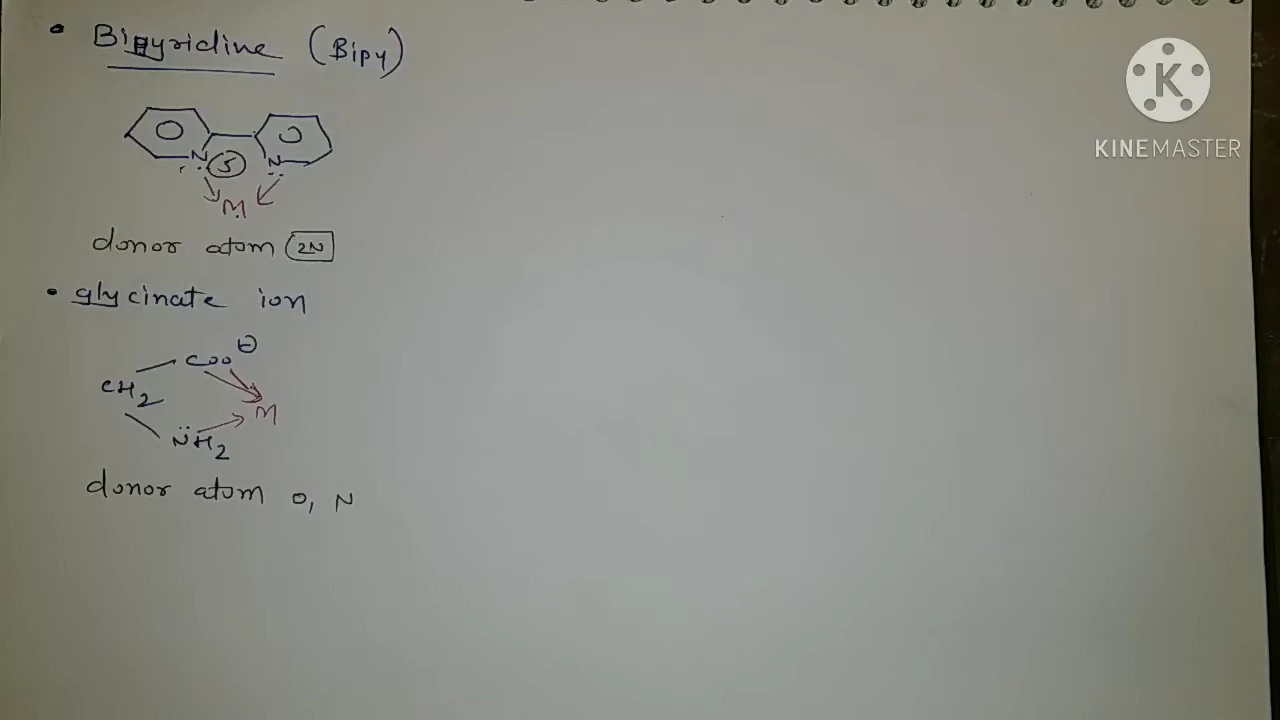 • Bipyridine (Bipy)
K
KINEMASTER
N 5 N
M
donor atom 2N
• glycinate ion
COO⊖
CH2
M
NH2
donor atom O, N